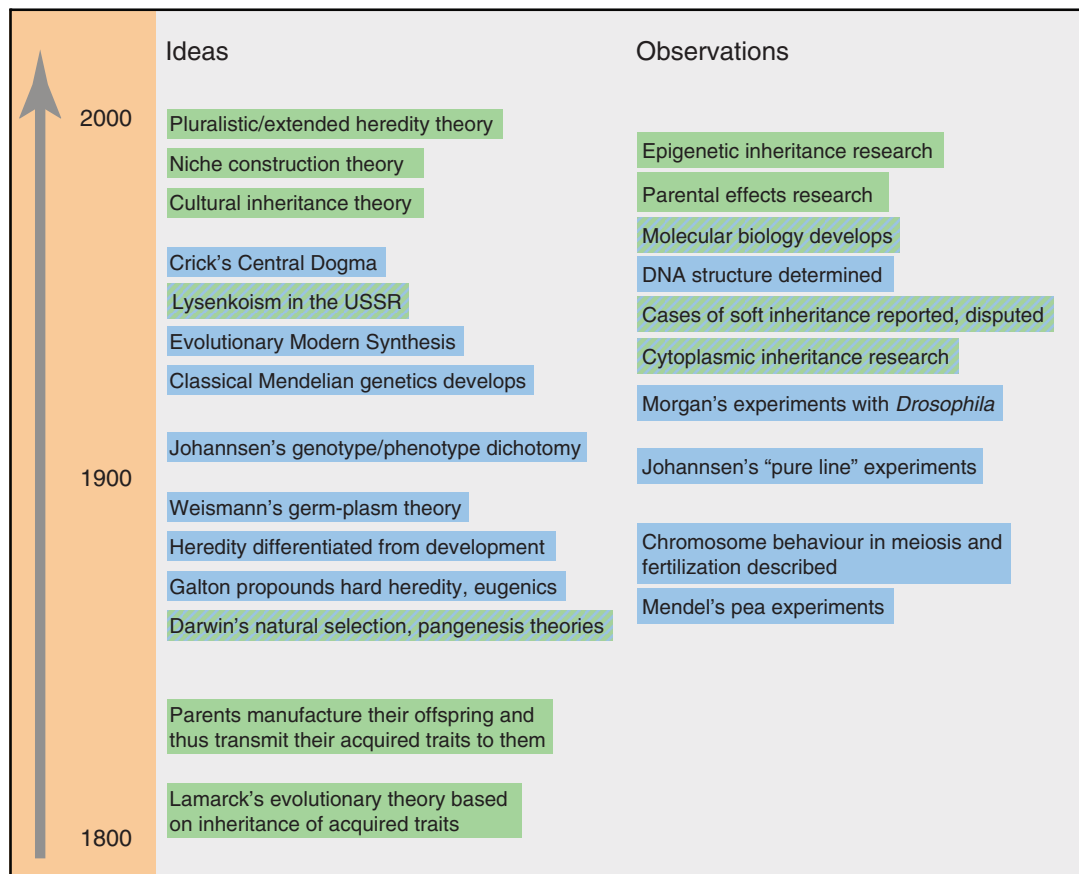 Ideas
Observations
2000
Pluralistic/extended heredity theory
Niche construction theory
Cultural inheritance theory
Crick's Central Dogma
Lysenkoism in the USSR
Evolutionary Modern Synthesis
Classical Mendelian genetics develops
Johannsen's genotype/phenotype dichotomy
1900
Weismann's germ-plasm theory
Heredity differentiated from development
Galton propounds hard heredity, eugenics
Darwin's natural selection, pangenesis theories
Parents manufacture their offspring and
thus transmit their acquired traits to them
Lamarck's evolutionary theory based
on inheritance of acquired traits
1800
Epigenetic inheritance research
Parental effects research
Molecular biology develops
DNA structure determined
Cases of soft inheritance reported, disputed
Cytoplasmic inheritance research
Morgan's experiments with Drosophila
Johannsen's “pure line” experiments
Chromosome behaviour in meiosis and
fertilization described
Mendel's pea experiments